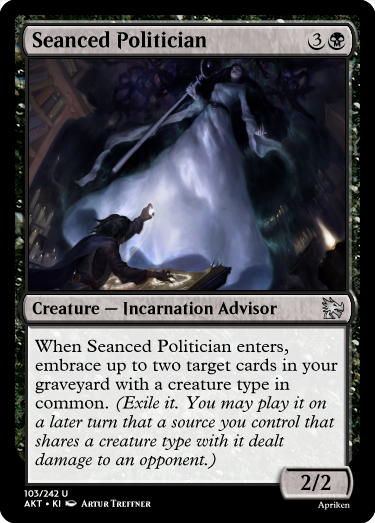 Seanced Politician 3
Creature — Incarnation Advisor
When Seanced Politician enters,
embrace up to two target cards in your
graveyard with a creature type in
common. (Exile it. You may play it on
a later turn that a source you control that
shares a creature type with it dealt
damage to an opponent.)
2/2
103/242 U
AKT • KI Artur Treffner
Apriken